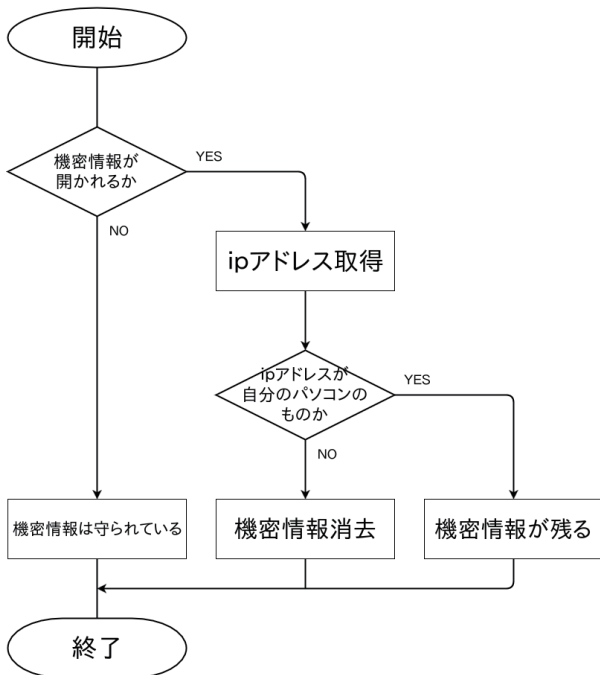 開始
機密情報が
開かれるか
YES
NO
ipアドレス取得
ipアドレスが
自分のパソコンの
ものか
YES
NO
機密情報は守られている
機密情報消去
機密情報が残る
終了